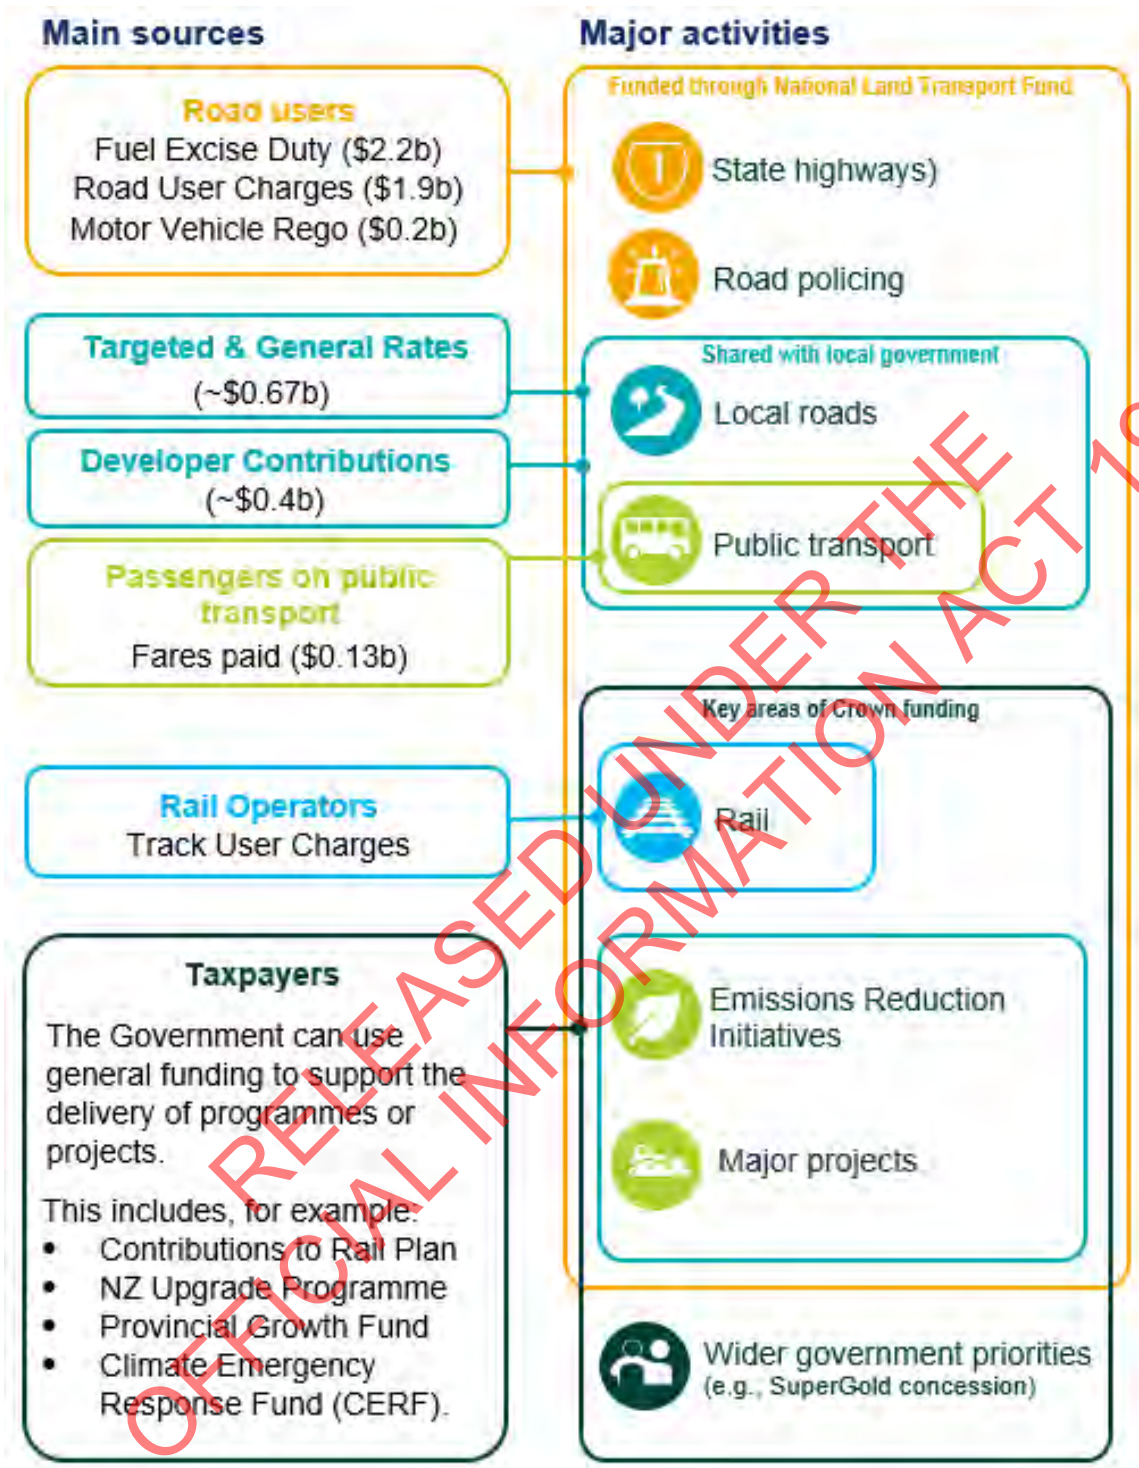 Main sources
Road users
Fuel Excise Duty ($2.2b)
Road User Charges ($1.9b)
Motor Vehicle Rego ($0.2b)
Targeted & General Rates
(~$0.67b)
Developer Contributions
(~$0.4b)
Passengers on public
transport
Fares paid ($0.13b)
Rail Operators
Track User Charges
Taxpayers
The Government can use
general funding to support the
delivery of programmes or
projects.
This includes, for example:
• Contributions to Rail Plan
• NZ Upgrade Programme
• Provincial Growth Fund
• Climate Emergency
Response Fund (CERF).
Major activities
Funded through National Land Transport Fund
State highways)
Road policing
Shared with local government
Local roads
Public transport
Key areas of Crown funding
Rail
Emissions Reduction
Initiatives
Major projects
Wider government priorities
(e.g., SuperGold concession)
RELEASED UNDER THE
OFFICIAL INFORMATION ACT 19